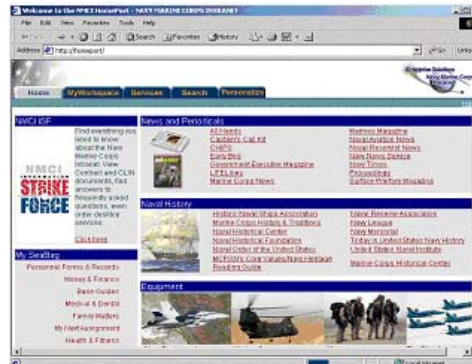 Welcome to the NMCI HomePort - NAVY MARINE CORPS INTRANET
File Edit View Favorites Tools Help
Search Favorites History
Address http://homeport/
Go Links
Home MyWorkspace Services Search Personalize
NMCI ISF
NMCI
STRIKE
FORCE
Find everything you
need to know
about the Navy
Marine Corps
Intranet. View
Contract and CLIN
documents, find
answers to
frequently asked
questions, even
order desktop
services.
Click here
My SeaBag
Personnel Forms & Records
Money & Finance
Base Guides
Medical & Dental
Family Matters
My Next Assignment
Health & Fitness
News and Periodicals
All Hands
Captain's Call Kit
CHIPS
Early Bird
Government Executive Magazine
LIFELines
Marine Corps News
Marines Magazine
Naval Aviation News
Naval Reservist News
Navy News Service
Navy Times
Proceedings
Surface Warfare Magazine
Naval History
Historic Naval Ships Association
Marine Corps History & Traditions
Naval Historical Center
Naval Historical Foundation
Naval Order of the United States
MCPON's Core Values/Navy Heritage
Reading Guide
Naval Reserve Association
Navy League
Navy Memorial
Today in United States Navy History
United States Naval Institute
Marine Corps Historical Center
Equipment
Local intranet